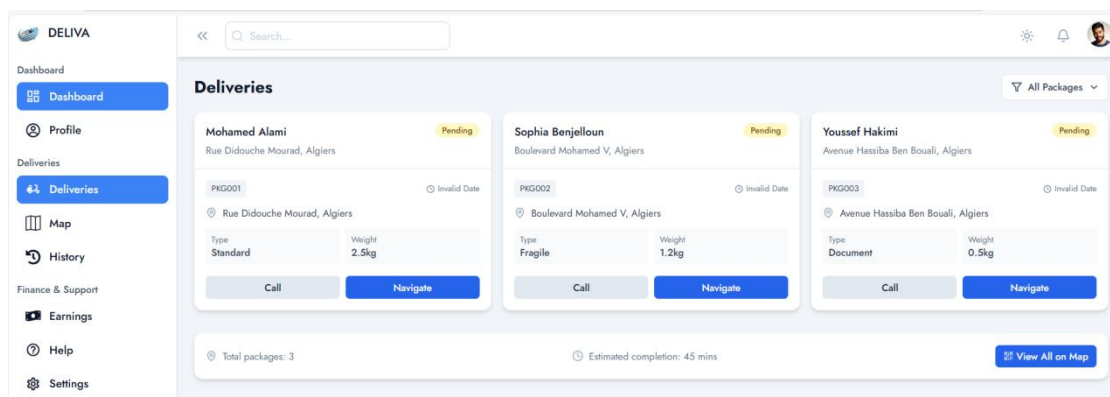 DELIVA
Search...
Dashboard
Dashboard
Profile
Deliveries
Deliveries
Map
History
Finance & Support
Earnings
Help
Settings
Deliveries
All Packages
Mohamed Alami
Pending
Rue Didouche Mourad, Algiers
PKG001
Invalid Date
Rue Didouche Mourad, Algiers
Type
Weight
Standard
2.5kg
Call
Navigate
Sophia Benjelloun
Pending
Boulevard Mohamed V, Algiers
PKG002
Invalid Date
Boulevard Mohamed V, Algiers
Type
Weight
Fragile
1.2kg
Call
Navigate
Youssef Hakimi
Pending
Avenue Hassiba Ben Bouali, Algiers
PKG003
Invalid Date
Avenue Hassiba Ben Bouali, Algiers
Type
Weight
Document
0.5kg
Call
Navigate
Total packages: 3
Estimated completion: 45 mins
View All on Map